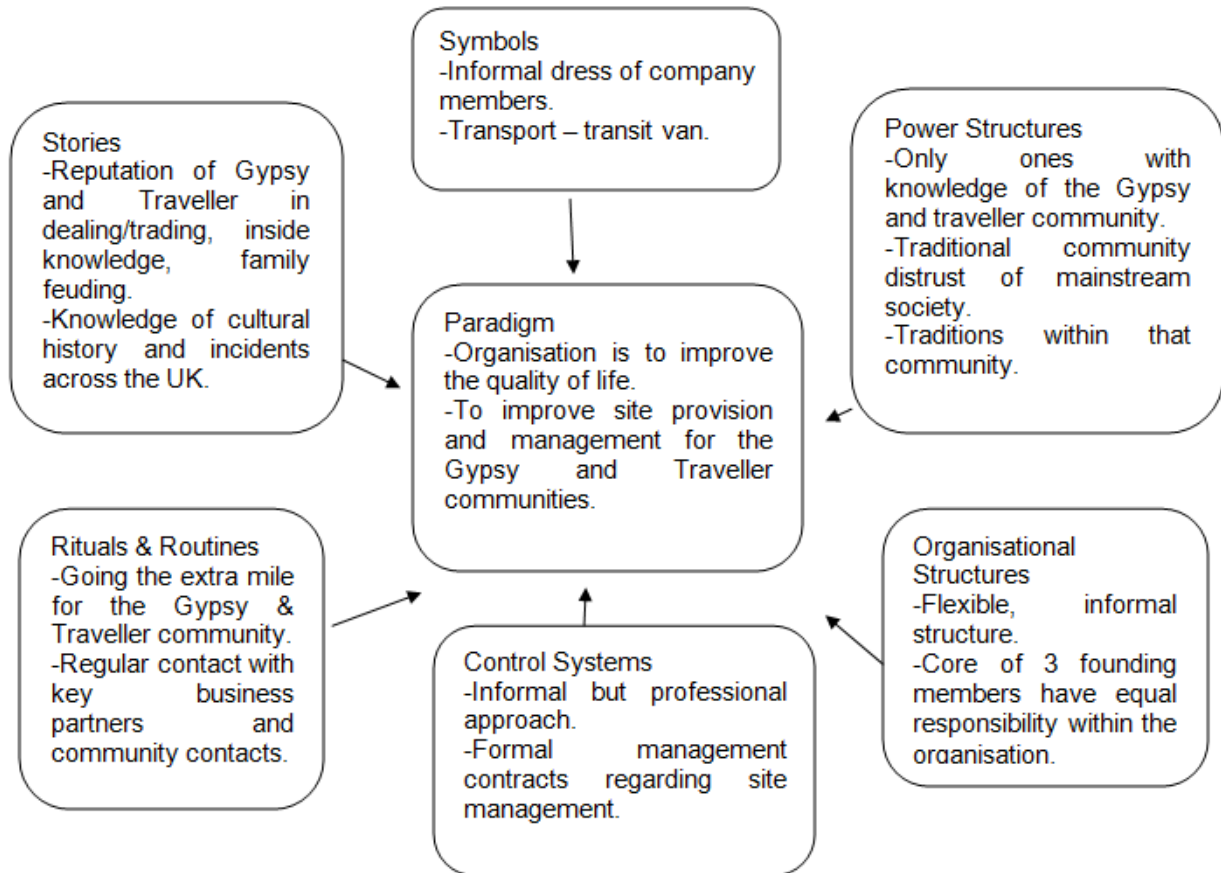 Symbols
-Informal dress of company
members.
-Transport – transit van.
Stories
-Reputation of Gypsy
and Traveller in
dealing/trading, inside
knowledge, family
feuding.
-Knowledge of cultural
history and incidents
across the UK.
Power Structures
-Only ones with
knowledge of the Gypsy
and traveller community.
-Traditional community
distrust of mainstream
society.
-Traditions within that
community.
Paradigm
-Organisation is to improve
the quality of life.
-To improve site provision
and management for the
Gypsy and Traveller
communities.
Rituals & Routines
-Going the extra mile
for the Gypsy &
Traveller community.
-Regular contact with
key business
partners and
community contacts.
Control Systems
-Informal but professional
approach.
-Formal management
contracts regarding site
management.
Organisational
Structures
-Flexible, informal
structure.
-Core of 3 founding
members have equal
responsibility within the
organisation.